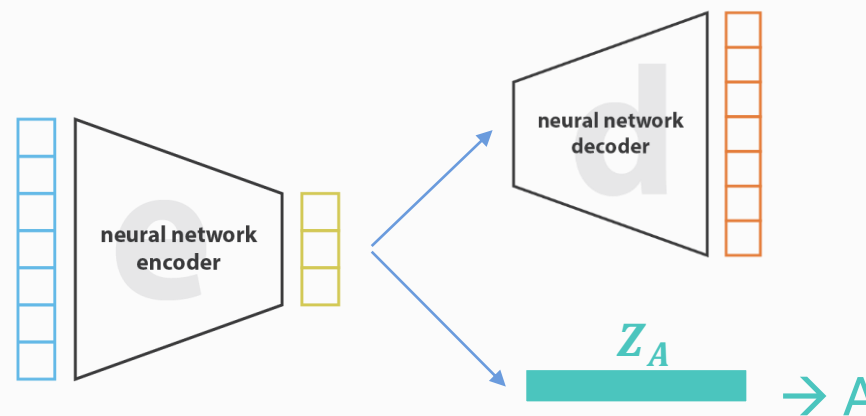 e
neural network
encoder
d
neural network
decoder
Z_A
→ A